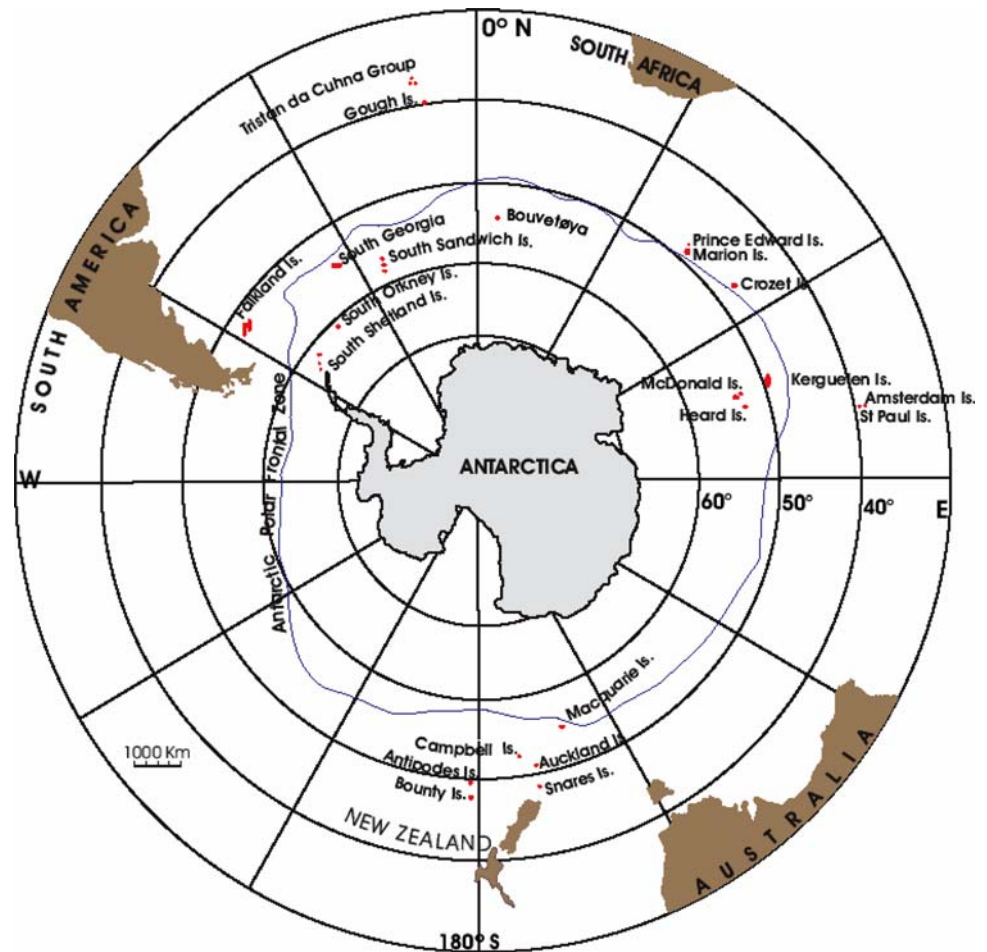 0° N
SOUTH AFRICA
Tristan da Cuhna Group
Gough Is.
SOUTH AMERICA
Falkland Is.
South Georgia
South Sandwich Is.
South Orkney Is.
South Shetland Is.
Bouvetøya
Prince Edward Is.
Marion Is.
Crozet Is
McDonald Is.
Heard Is.
Kerguelen Is.
Amsterdam Is.
St Paul Is.
Antarctic Polar Frontal Zone
ANTARCTICA
W
60°
50°
40°
E
Macquarie Is.
Campbell Is.
Auckland Is
Antipodes Is
Snares Is.
Bounty Is.
1000 Km
NEW ZEALAND
AUSTRALIA
180° S